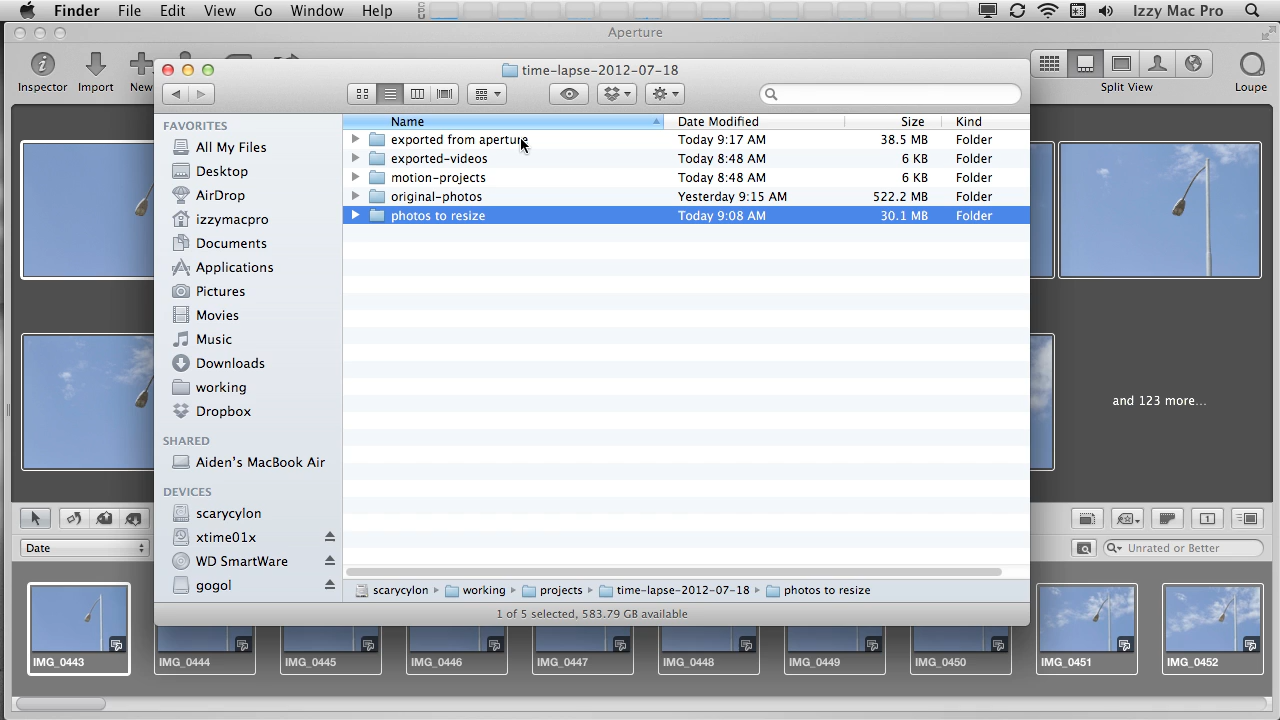 Finder File Edit View Go Window Help Izzy Mac Pro
Aperture
Inspector Import New Split View Loupe
time-lapse-2012-07-18
FAVORITES
All My Files
Desktop
AirDrop
izzymacpro
Documents
Applications
Pictures
Movies
Music
Downloads
working
Dropbox
SHARED
Aiden's MacBook Air
DEVICES
scarycylon
xtime01x
WD SmartWare
gogol
Name Date Modified Size Kind
exported from aperture Today 9:17 AM 38.5 MB Folder
exported-videos Today 8:48 AM 6 KB Folder
motion-projects Today 8:48 AM 6 KB Folder
original-photos Yesterday 9:15 AM 522.2 MB Folder
photos to resize Today 9:08 AM 30.1 MB Folder
scarycylon working projects time-lapse-2012-07-18 photos to resize
1 of 5 selected, 583.79 GB available
and 123 more...
1
Date
Unrated or Better
IMG_0443 IMG_0444 IMG_0445 IMG_0446 IMG_0447 IMG_0448 IMG_0449 IMG_0450 IMG_0451 IMG_0452